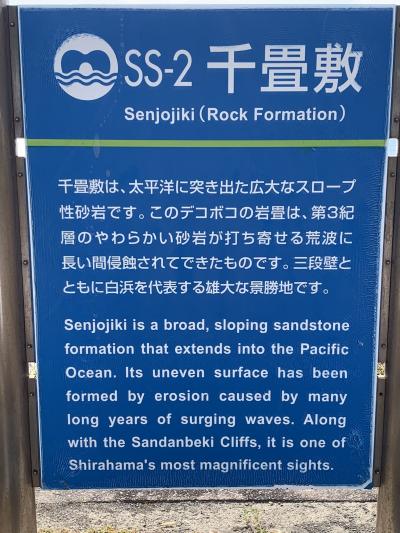 SS-2 千畳敷
Senjojiki (Rock Formation)
千畳敷は、太平洋に突き出た広大なスロープ
性砂岩です。このデコボコの岩畳は、第3紀
層のやわらかい砂岩が打ち寄せる荒波に
長い間侵蝕されてできたものです。三段壁と
ともに白浜を代表する雄大な景勝地です。
Senjojiki is a broad, sloping sandstone
formation that extends into the Pacific
Ocean. Its uneven surface has been
formed by erosion caused by many
long years of surging waves. Along
with the Sandanbeki Cliffs, it is one of
Shirahama's most magnificent sights.